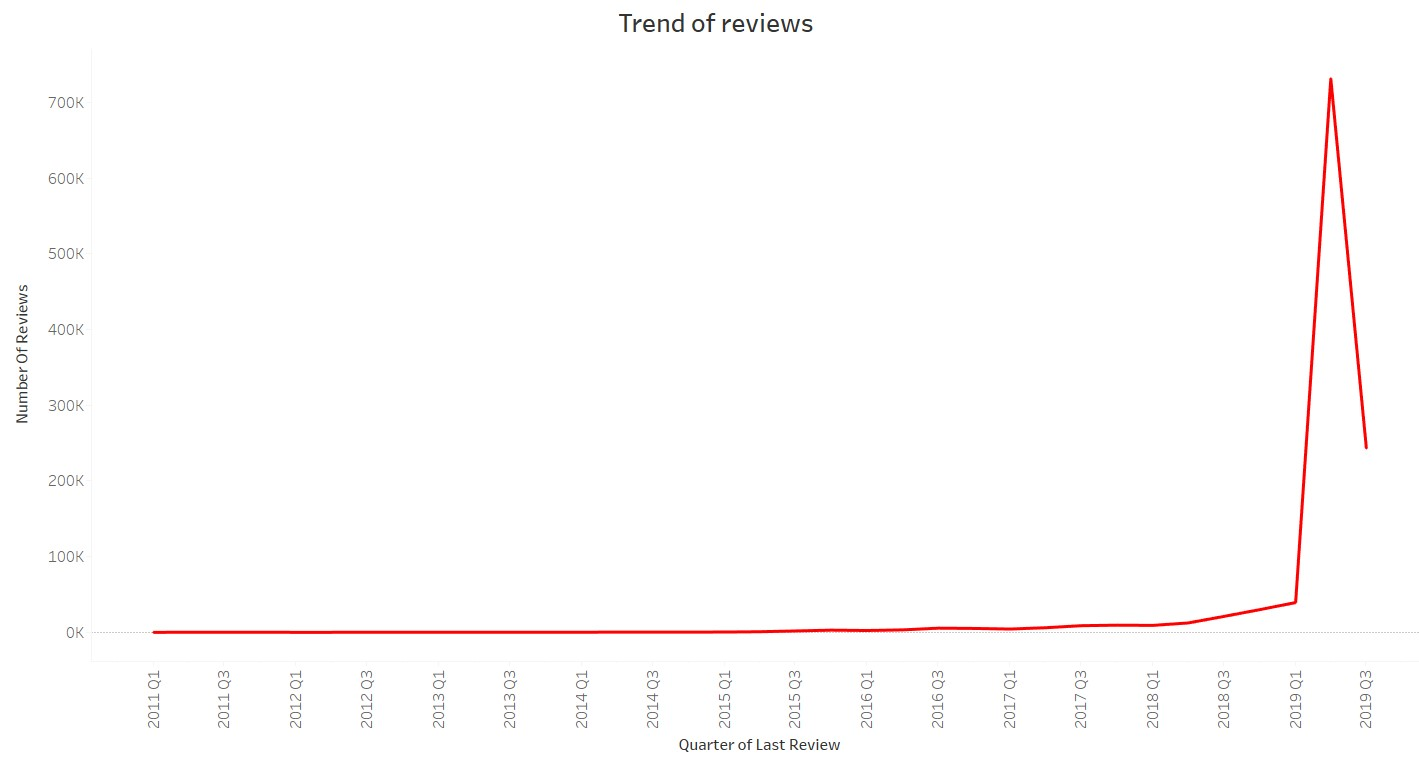 Trend of reviews
Number Of Reviews
700K
600K
500K
400K
300K
200K
100K
0K
2011 Q1
2011 Q3
2012 Q1
2012 Q3
2013 Q1
2013 Q3
2014 Q1
2014 Q3
2015 Q1
2015 Q3
2016 Q1
2016 Q3
2017 Q1
2017 Q3
2018 Q1
2018 Q3
2019 Q1
2019 Q3
Quarter of Last Review